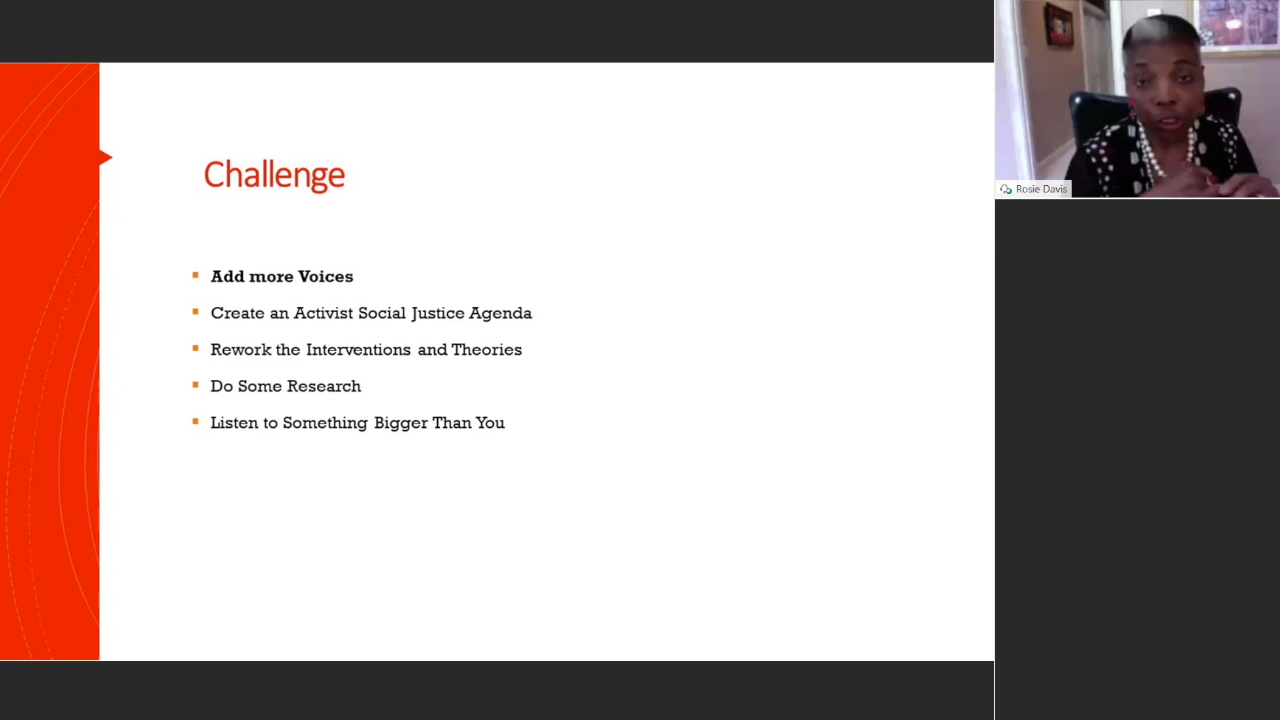 Challenge
Add more Voices
Create an Activist Social Justice Agenda
Rework the Interventions and Theories
Do Some Research
Listen to Something Bigger Than You
Rosie Davis